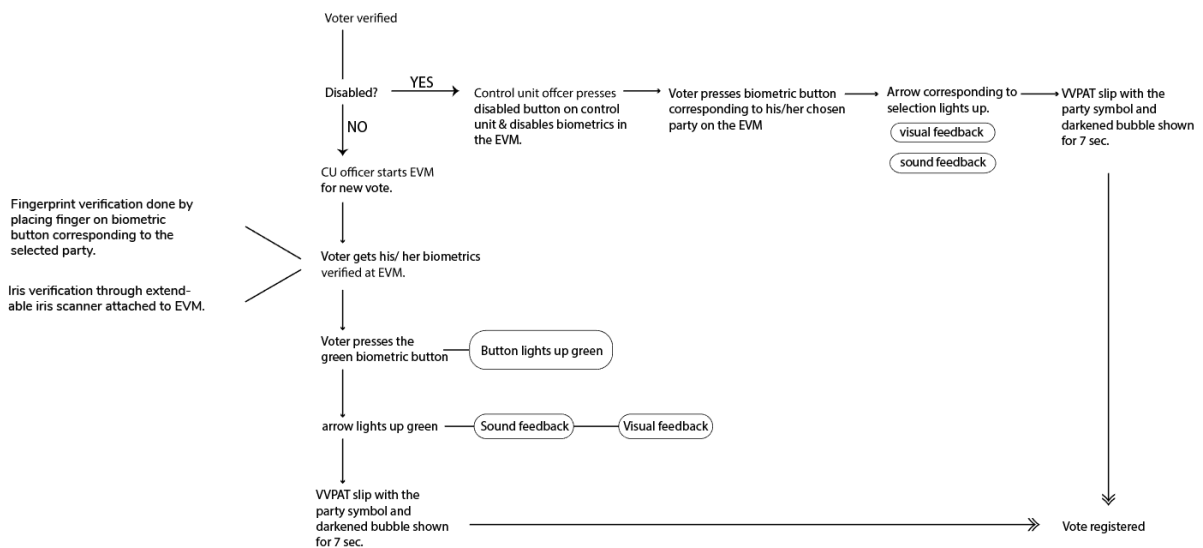 Voter verified
Disabled?
YES
NO
Control unit offcer presses
disabled button on control
unit & disables biometrics in
the EVM.
Voter presses biometric button
corresponding to his/her chosen
party on the EVM
Arrow corresponding to
selection lights up.
visual feedback
sound feedback
VVPAT slip with the
party symbol and
darkened bubble shown
for 7 sec.
CU officer starts EVM
for new vote.
Fingerprint verification done by
placing finger on biometric
button corresponding to the
selected party.
Iris verification through extend-
able iris scanner attached to EVM.
Voter gets his/ her biometrics
verified at EVM.
Voter presses the
green biometric button
Button lights up green
arrow lights up green
Sound feedback
Visual feedback
VVPAT slip with the
party symbol and
darkened bubble shown
for 7 sec.
Vote registered